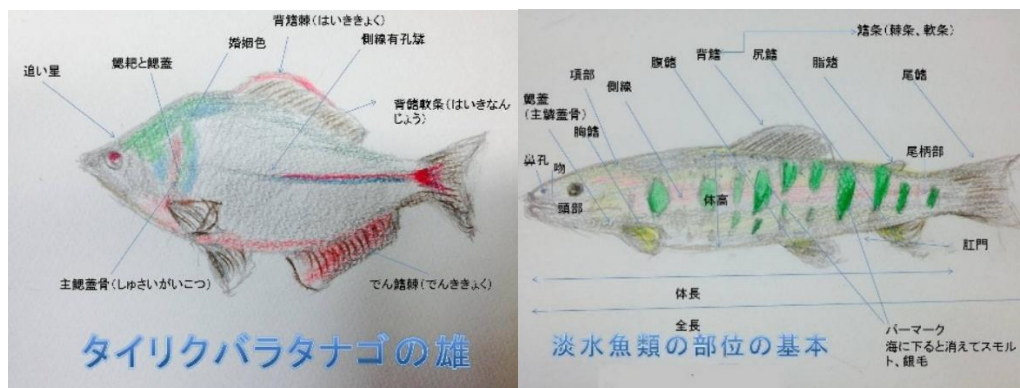 背鰭棘(はいききょく)
側線有孔鱗
婚姻色
鰓耙と鰓蓋
追い星
背鰭軟条(はいきなん
じょう)
主鰓蓋骨(しゅさいがいこつ)
でん鰭棘(でんききょく)
タイリクバラタナゴの雄
鰭条(棘条、軟条)
背鰭
尻鰭
腹鰭
脂鰭
項部
側線
尾鰭
鰓蓋
(主鰓蓋骨)
胸鰭
鼻孔
吻
尾柄部
頭部
体高
肛門
体長
全長
パーマーク
海に下ると消えてスモル
ト、銀毛
淡水魚類の部位の基本